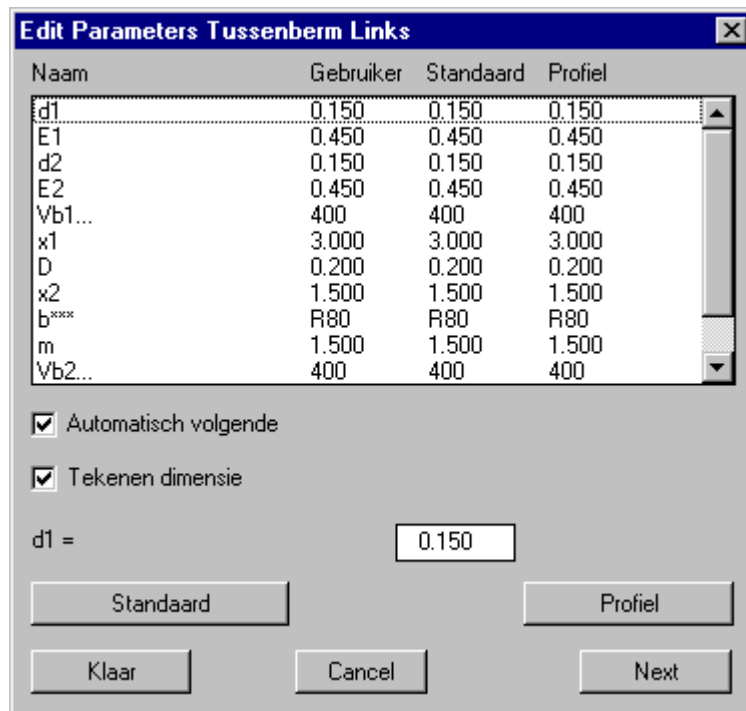 Edit Parameters Tussenberm Links
Naam Gebruiker Standaard Profiel
d1 0.150 0.150 0.150
E1 0.450 0.450 0.450
d2 0.150 0.150 0.150
E2 0.450 0.450 0.450
Vb1... 400 400 400
x1 3.000 3.000 3.000
D 0.200 0.200 0.200
x2 1.500 1.500 1.500
b*** R80 R80 R80
m 1.500 1.500 1.500
Vb2... 400 400 400
Automatisch volgende
Tekenen dimensie
d1 = 0.150
Standaard Profiel
Klaar Cancel Next